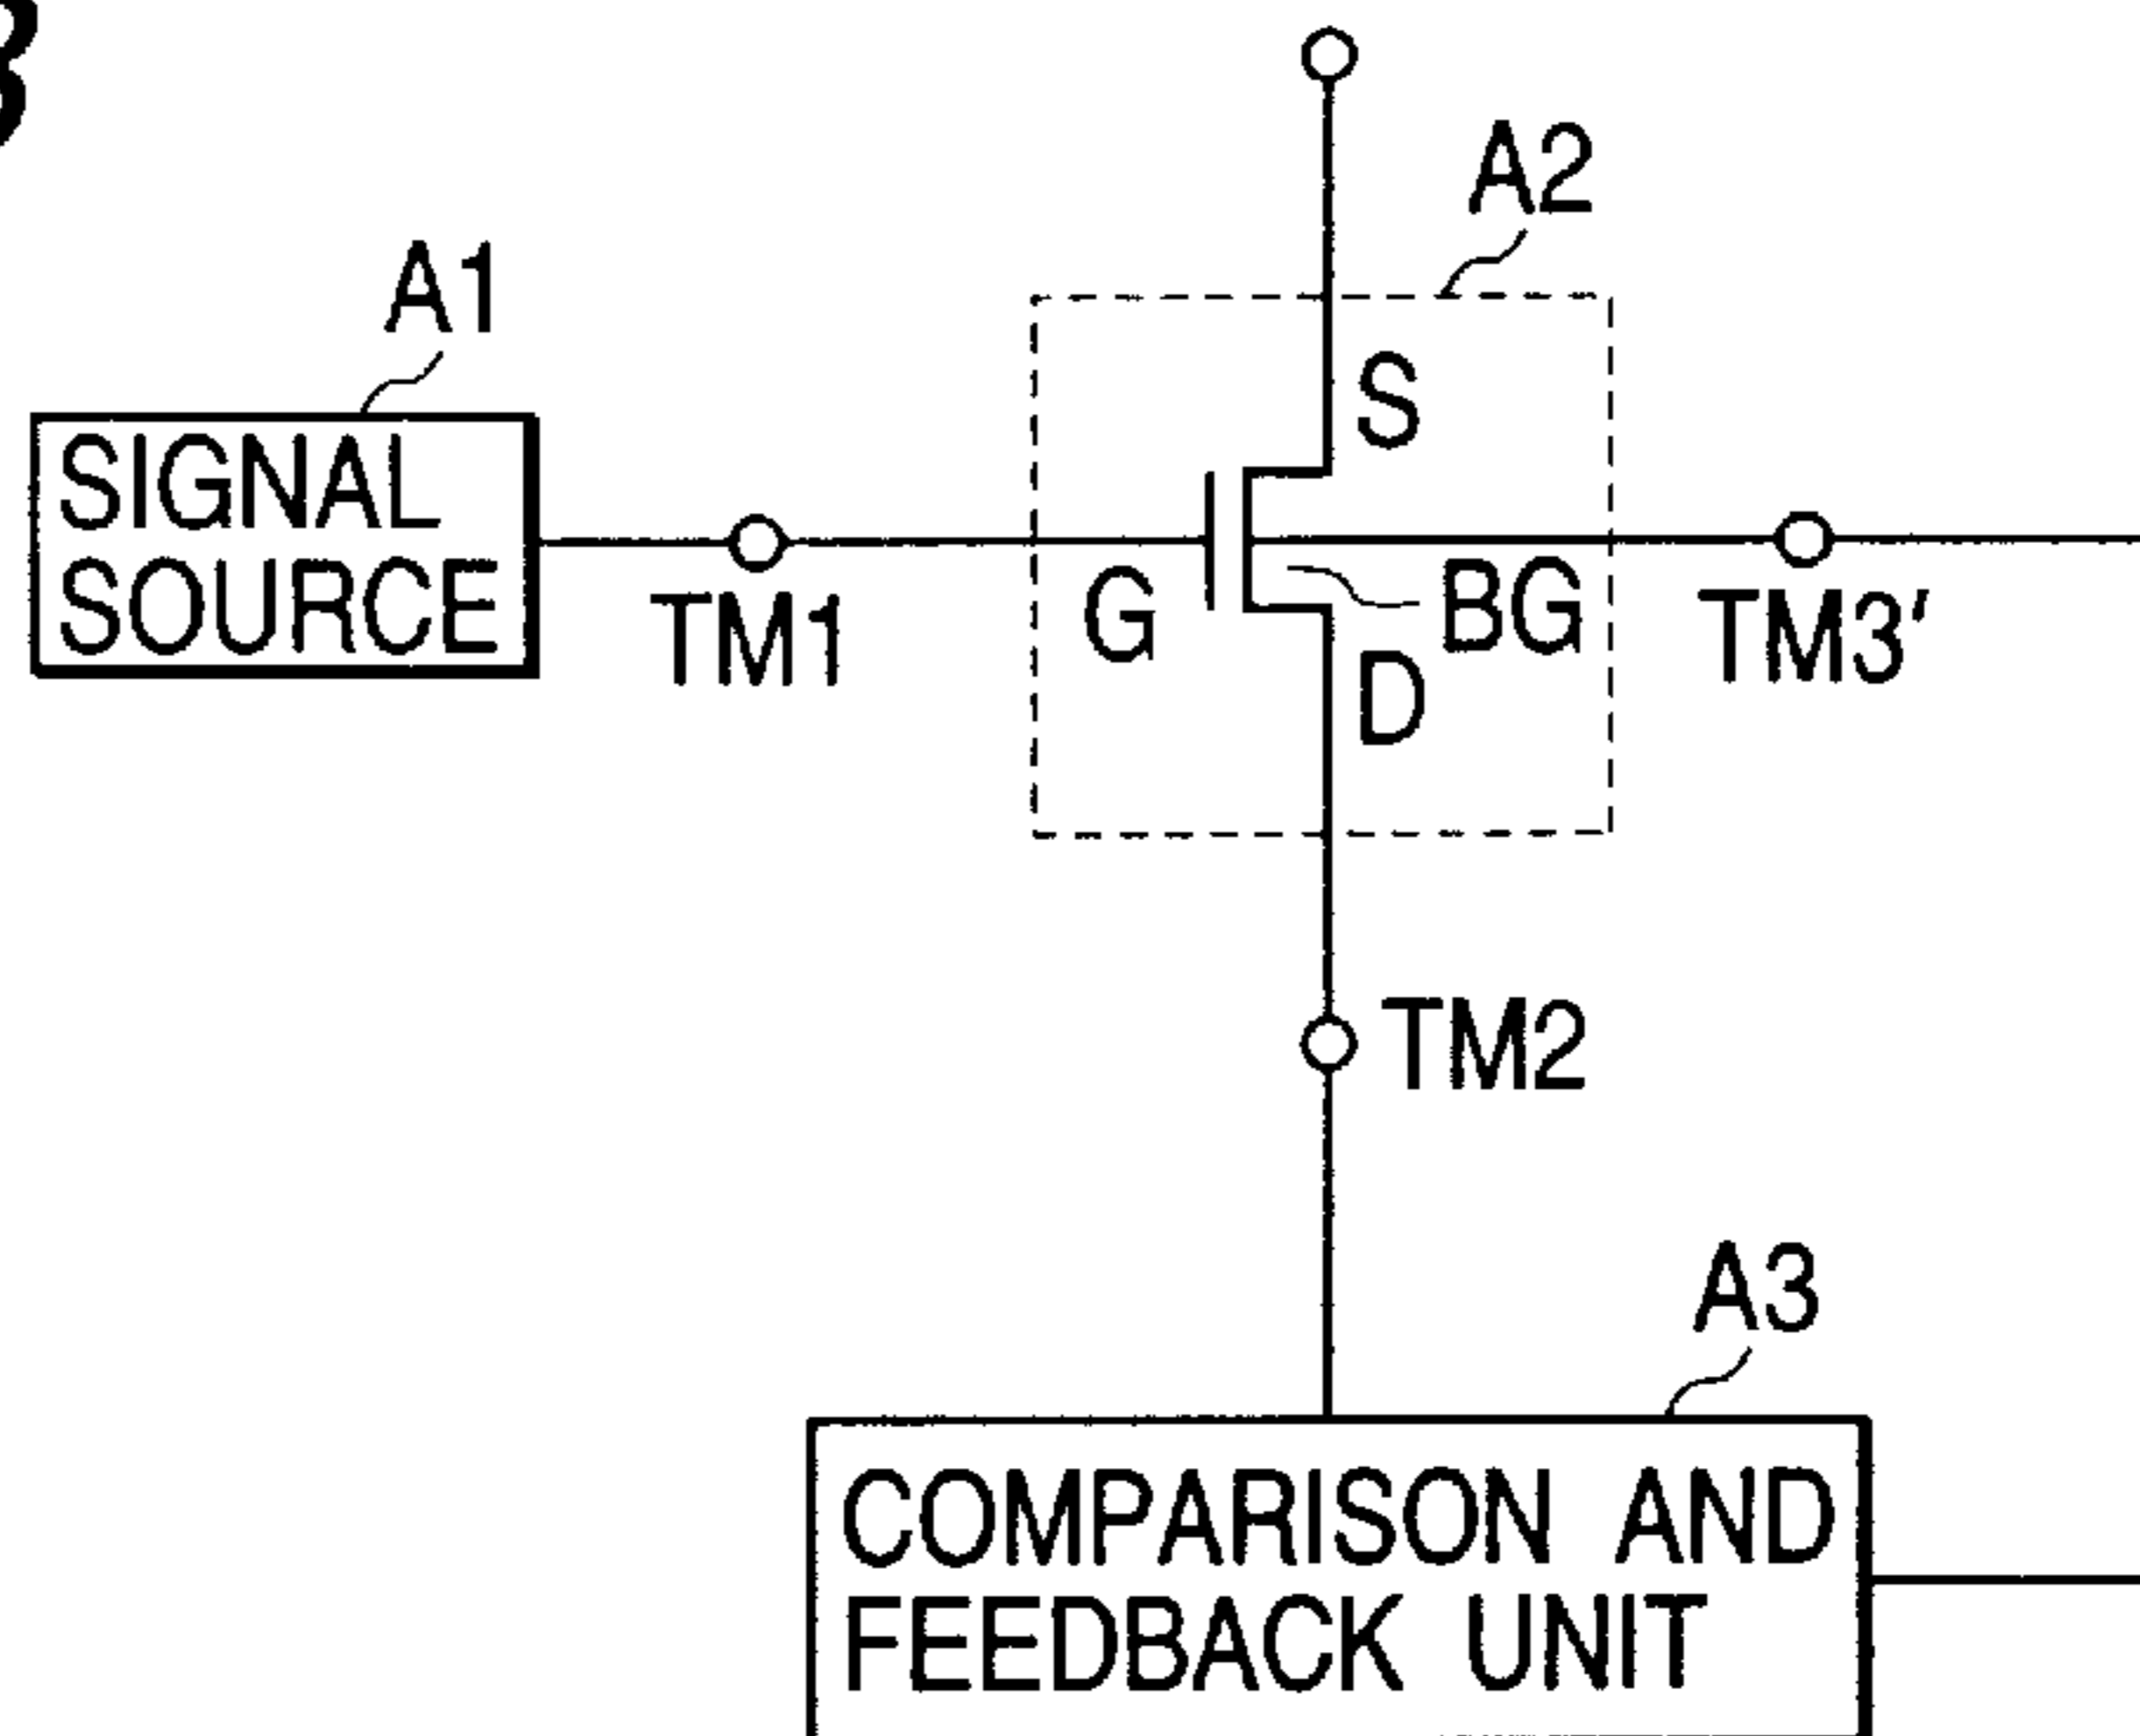 A2
A1
S
SIGNAL
SOURCE
TM1
G
BG
TM3'
D
TM2
A3
COMPARISON AND
FEEDBACK UNIT